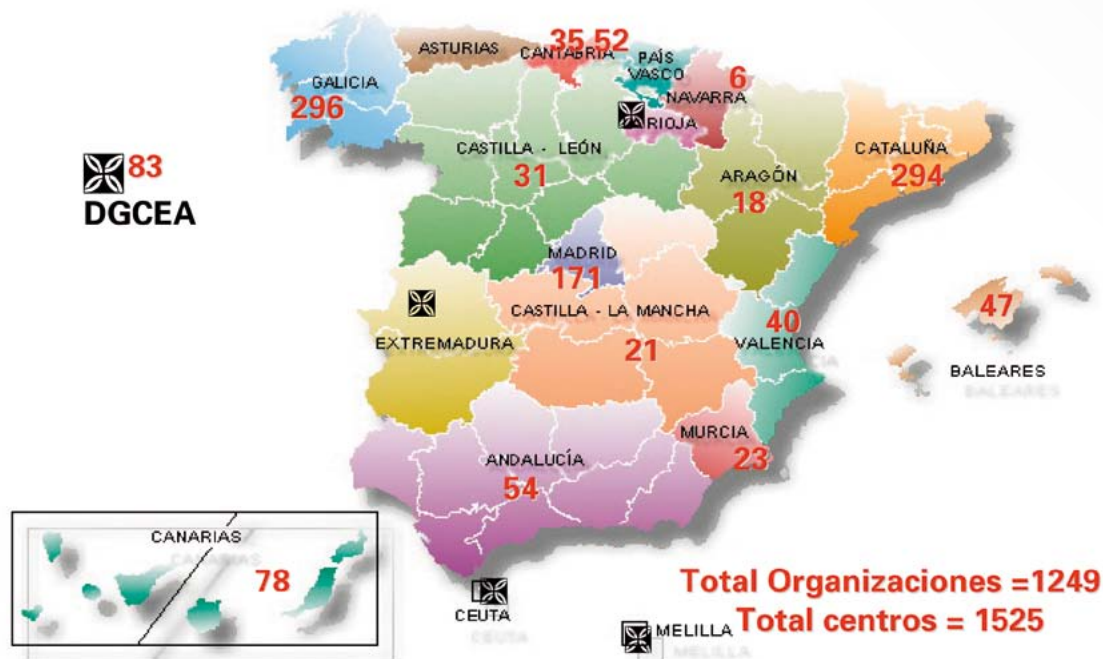 35 52
ASTURIAS
CANTABRIA
PAÍS
VASCO
6
GALICIA
NAVARRA
296
RIOJA
CASTILLA - LEÓN
CATALUÑA
83
31
ARAGÓN
294
DGCEA
18
MADRID
171
47
CASTILLA - LA MANCHA
40
EXTREMADURA
21
VALENCIA
BALEARES
MURCIA
ANDALUCÍA
23
54
CANARIAS
78
Total Organizaciones =1249
CEUTA
Total centros = 1525
MELILLA